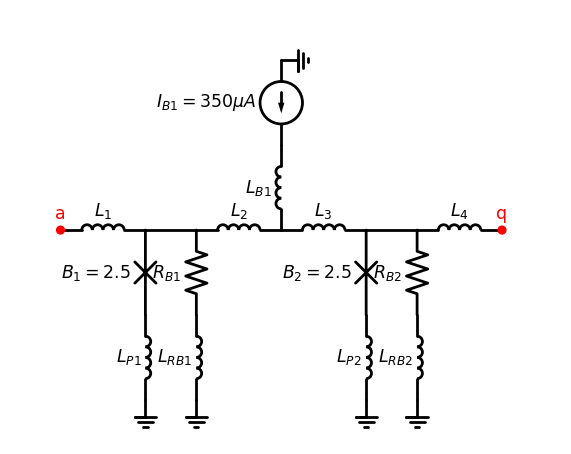 I_{B1} = 350μA
L_{B1}
a L_1 L_2 L_3 L_4 q
B_1 = 2.5 R_{B1} B_2 = 2.5 R_{B2}
L_{P1} L_{RB1} L_{P2} L_{RB2}